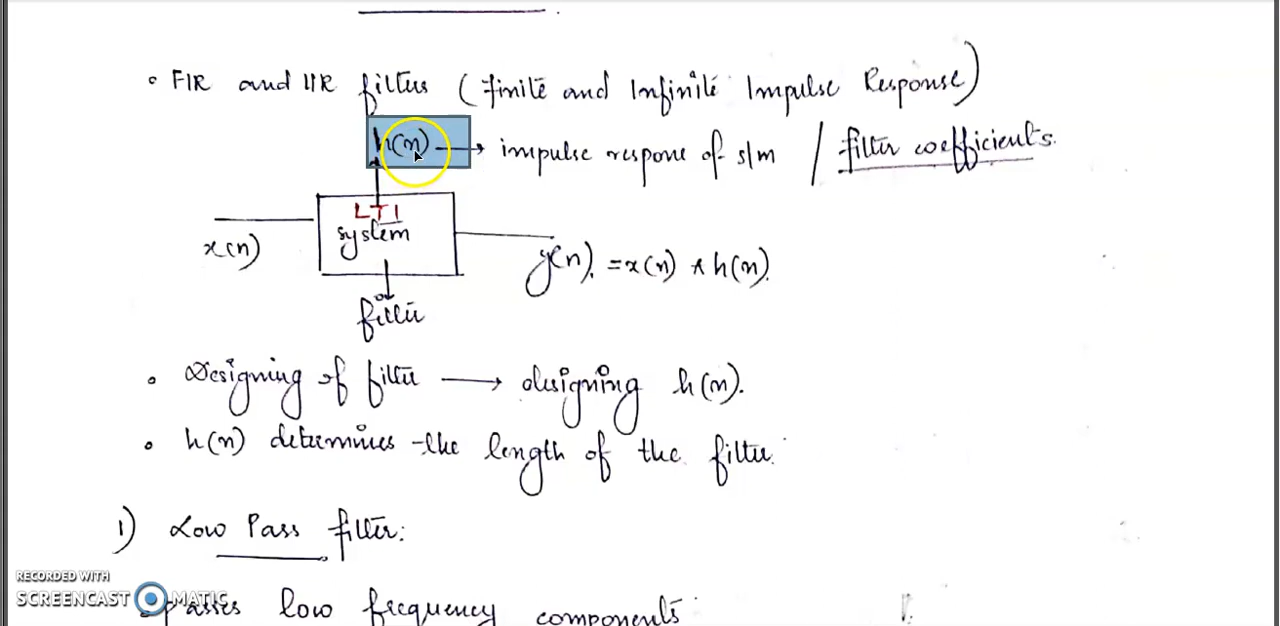 • FIR and IIR filters (Finite and Infinite Impulse Response)
h(n) → impulse respone of s/m / filter coefficients.
LTI
system
x(n)
y(n) = x(n) * h(n).
filter
• Designing of filter → designing h(n).
• h(n) determines the length of the filter.
1) Low Pass filter:
RECORDED WITH
SCREENCAST MATIC
passes low frequency components